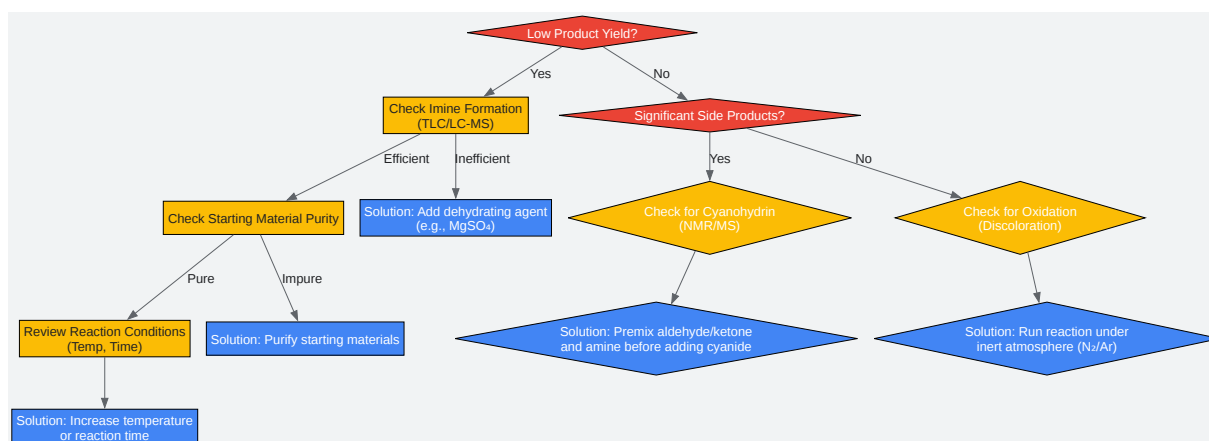 Low Product Yield?
Yes
No
Check Imine Formation
(TLC/LC-MS)
Significant Side Products?
Efficient
Inefficient
Yes
No
Check Starting Material Purity
Solution: Add dehydrating agent
(e.g., MgSO₄)
Check for Cyanohydrin
(NMR/MS)
Check for Oxidation
(Discoloration)
Pure
Impure
Review Reaction Conditions
(Temp, Time)
Solution: Purify starting materials
Solution: Premix aldehyde/ketone
and amine before adding cyanide
Solution: Run reaction under
inert atmosphere (N₂/Ar)
Solution: Increase temperature
or reaction time